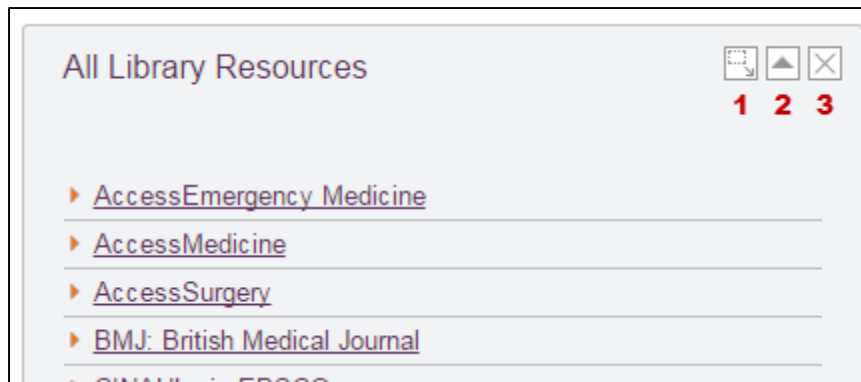 All Library Resources
1 2 3
AccessEmergency Medicine
AccessMedicine
AccessSurgery
BMJ: British Medical Journal